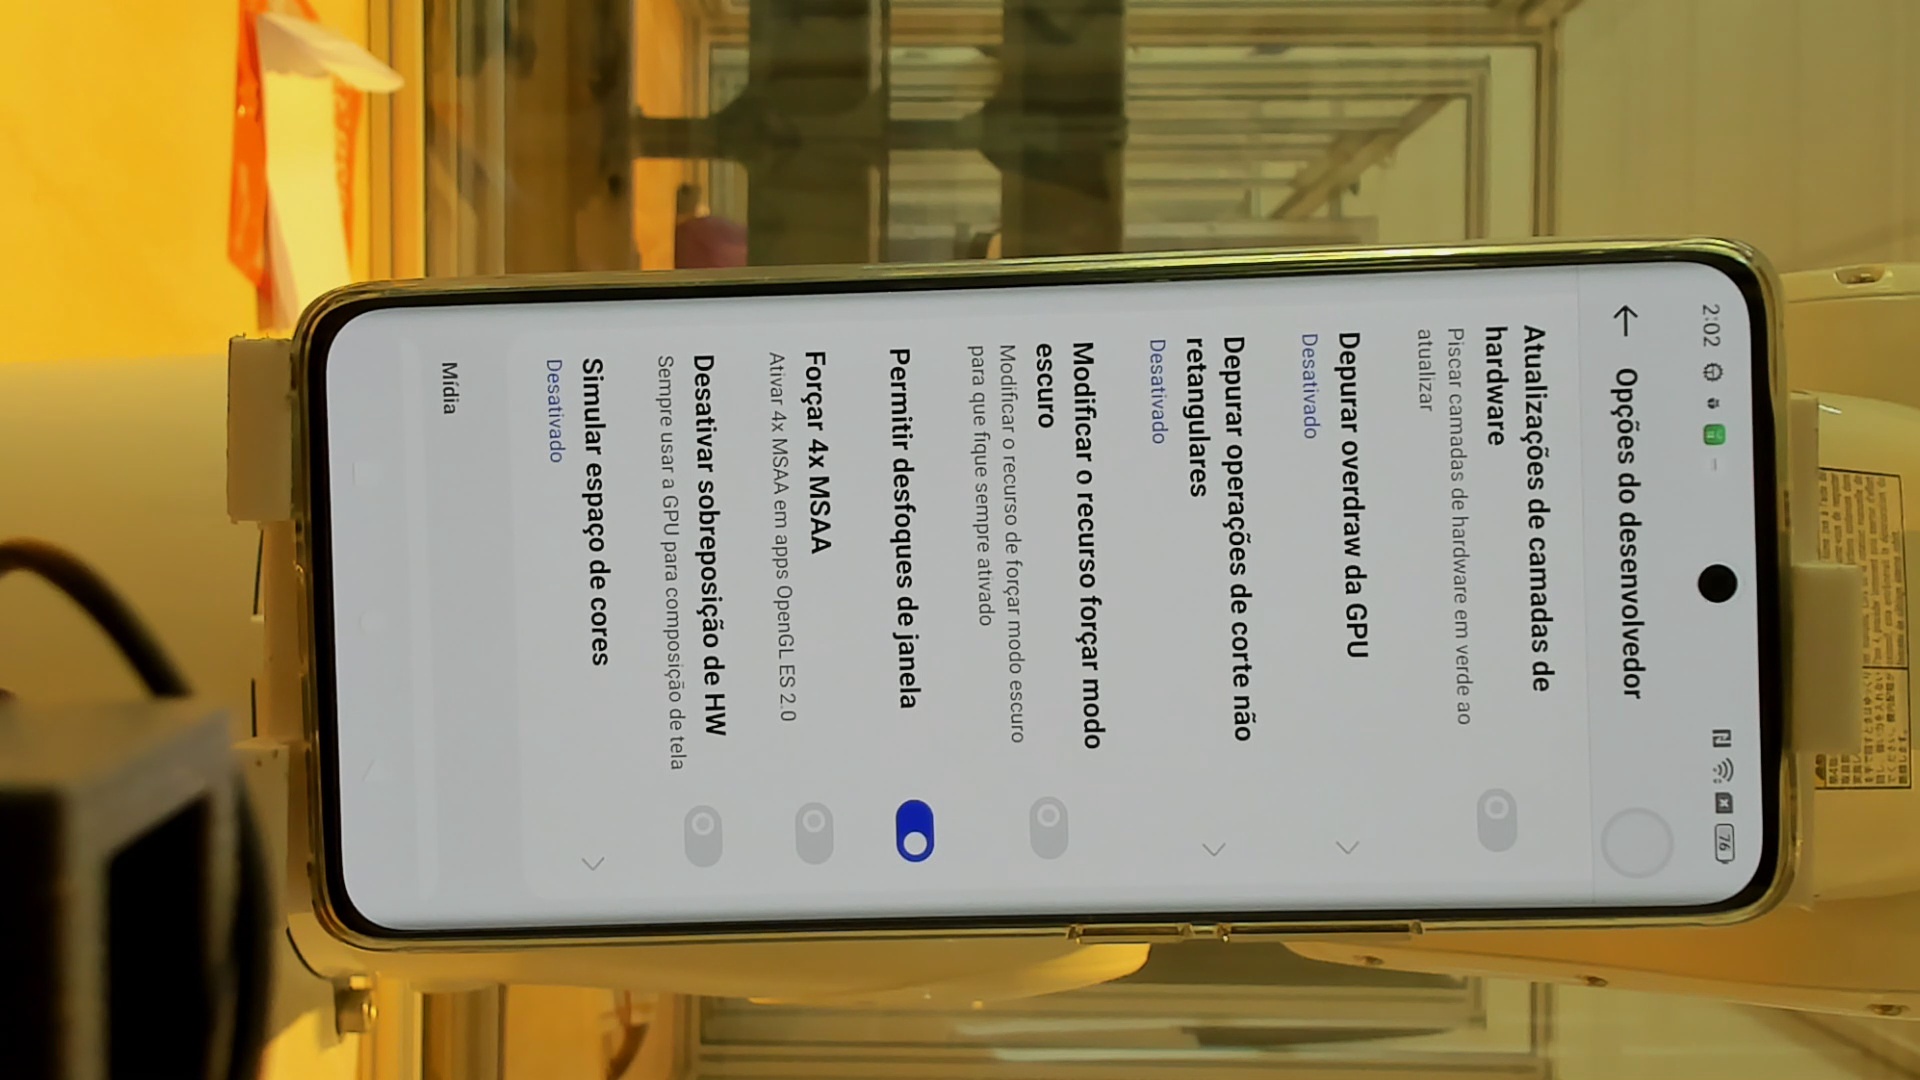 2:02
76
Opções do desenvolvedor
Atualizações de camadas de
hardware
Piscar camadas de hardware em verde ao
atualizar
Depurar overdraw da GPU
Desativado
Depurar operações de corte não
retangulares
Desativado
Modificar o recurso forçar modo
escuro
Modificar o recurso de forçar modo escuro
para que fique sempre ativado
Permitir desfoques de janela
Forçar 4x MSAA
Ativar 4x MSAA em apps OpenGL ES 2.0
Desativar sobreposição de HW
Sempre usar a GPU para composição de tela
Simular espaço de cores
Desativado
Mídia